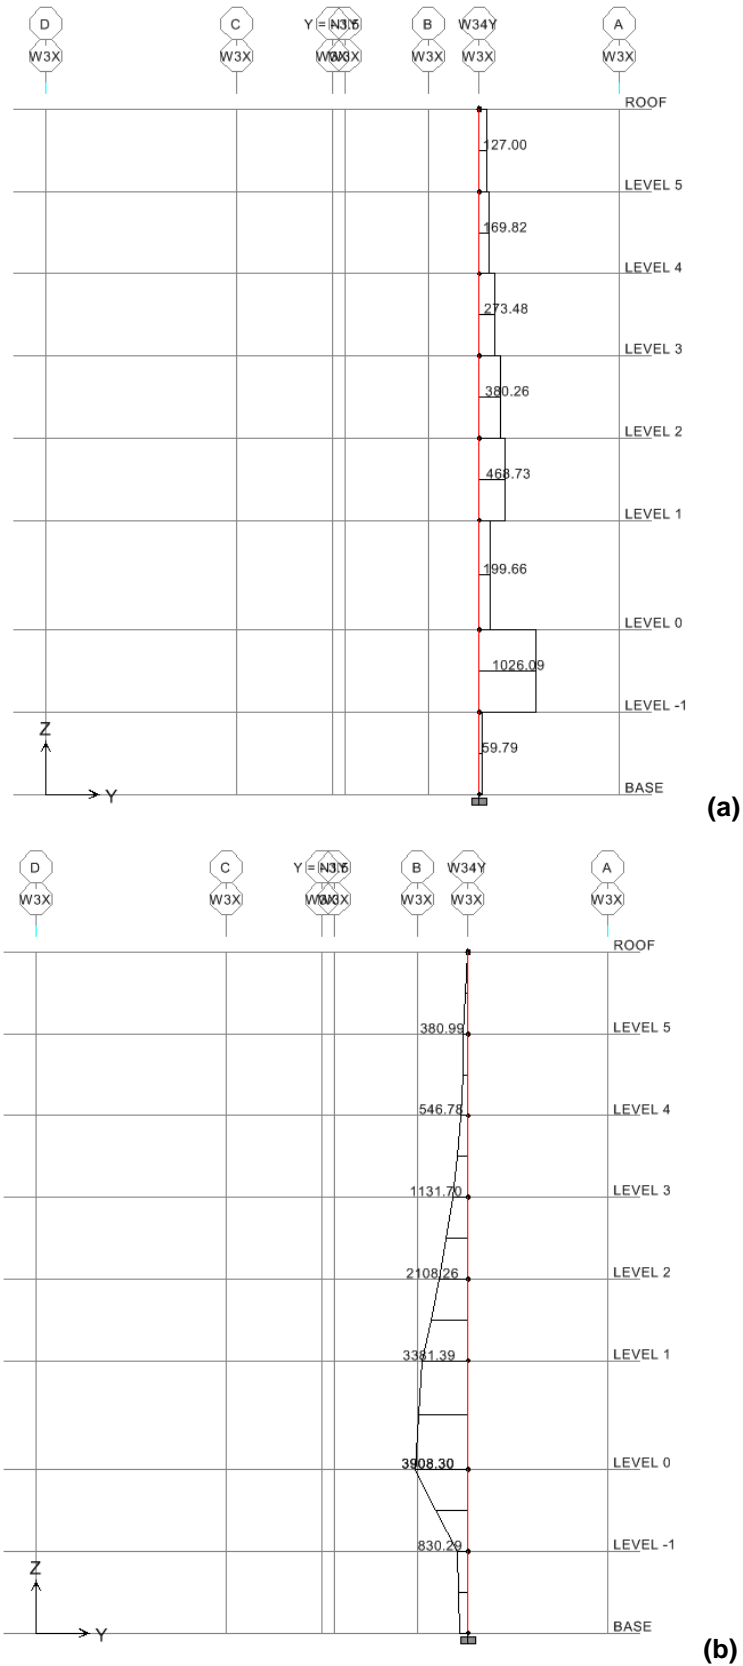 D C B W34Y A
W3X W3X W3X W3X W3X
ROOF
127.00
LEVEL 5
169.82
LEVEL 4
273.48
LEVEL 3
380.26
LEVEL 2
468.73
LEVEL 1
199.66
LEVEL 0
1026.09
LEVEL -1
59.79
Z
Y
BASE
(a)
D C B W34Y A
W3X W3X W3X W3X W3X
ROOF
380.99 LEVEL 5
546.78 LEVEL 4
1131.70 LEVEL 3
2108.26 LEVEL 2
3381.39 LEVEL 1
3908.30 LEVEL 0
830.29 LEVEL -1
Z
Y
BASE
(b)